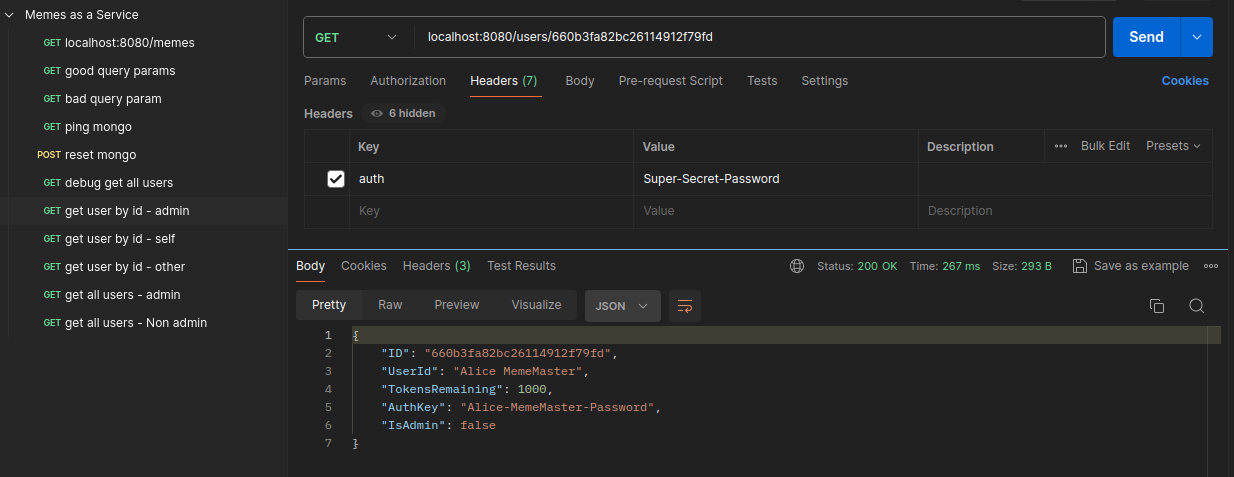 Memes as a Service
GET localhost:8080/memes
GET good query params
GET bad query param
GET ping mongo
POST reset mongo
GET debug get all users
GET get user by id - admin
GET get user by id - self
GET get user by id - other
GET get all users - admin
GET get all users - Non admin
GET localhost:8080/users/660b3fa82bc26114912f79fd Send
Params Authorization Headers (7) Body Pre-request Script Tests Settings Cookies
Headers 6 hidden
Key Value Description ••• Bulk Edit Presets
auth Super-Secret-Password
Key Value Description
Body Cookies Headers (3) Test Results Status: 200 OK Time: 267 ms Size: 293 B Save as example •••
Pretty Raw Preview Visualize JSON
1 {
2 "ID": "660b3fa82bc26114912f79fd",
3 "UserId": "Alice MemeMaster",
4 "TokensRemaining": 1000,
5 "AuthKey": "Alice-MemeMaster-Password",
6 "IsAdmin": false
7 }